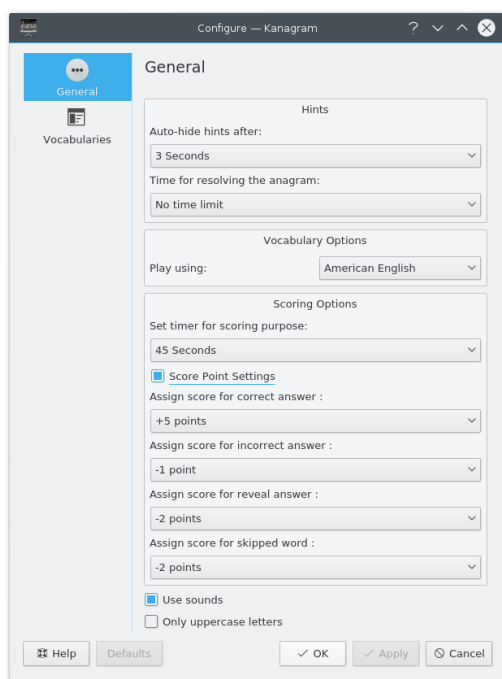 Configure — Kanagram
General
General
Vocabularies
Hints
Auto-hide hints after:
3 Seconds
Time for resolving the anagram:
No time limit
Vocabulary Options
Play using: American English
Scoring Options
Set timer for scoring purpose:
45 Seconds
Score Point Settings
Assign score for correct answer :
+5 points
Assign score for incorrect answer :
-1 point
Assign score for reveal answer :
-2 points
Assign score for skipped word :
-2 points
Use sounds
Only uppercase letters
Help Defaults OK Apply Cancel